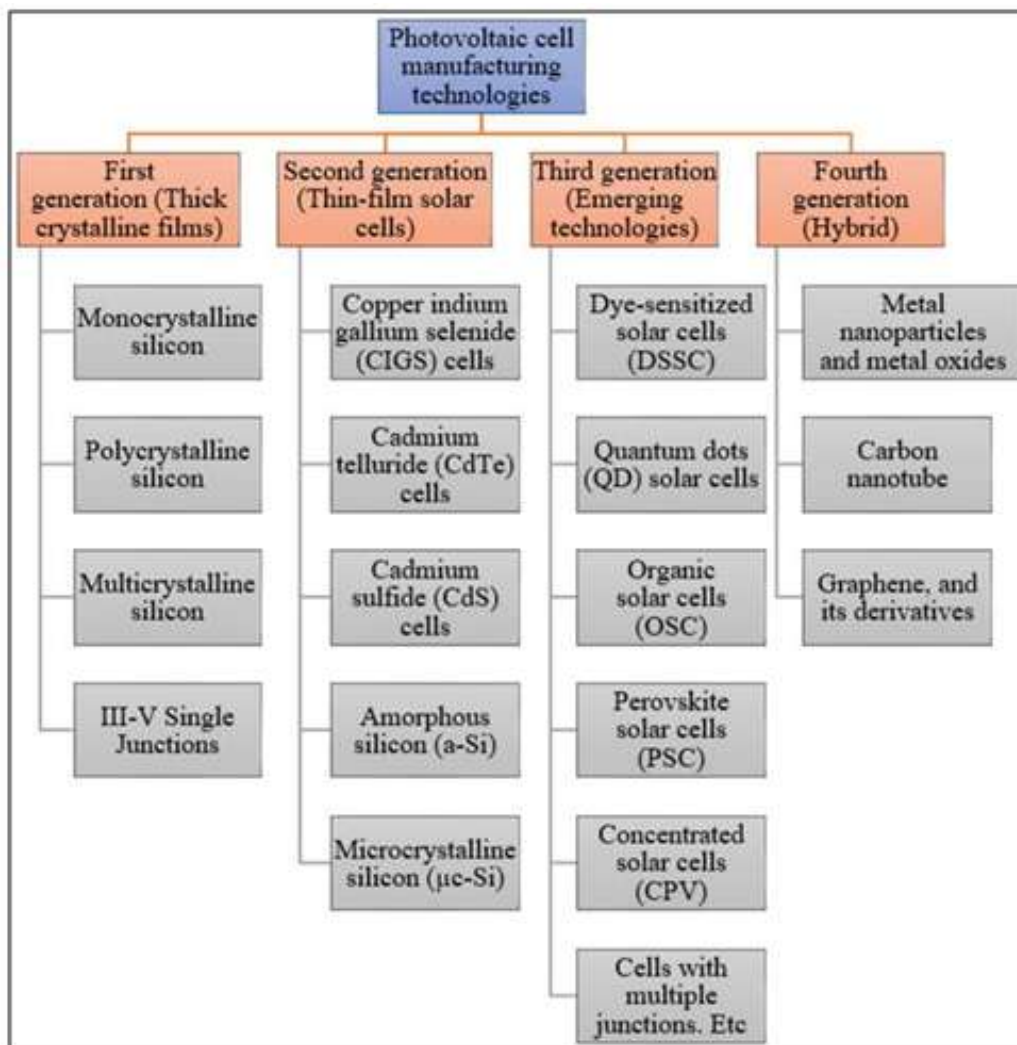 Photovoltaic cell
manufacturing
technologies
First
generation (Thick
crystalline films)
Second generation
(Thin-film solar
cells)
Third generation
(Emerging
technologies)
Fourth
generation
(Hybrid)
Monocrystalline
silicon
Polycrystalline
silicon
Multicrystalline
silicon
III-V Single
Junctions
Copper indium
gallium selenide
(CIGS) cells
Cadmium
telluride (CdTe)
cells
Cadmium
sulfide (CdS)
cells
Amorphous
silicon (a-Si)
Microcrystalline
silicon (µc-Si)
Dye-sensitized
solar cells
(DSSC)
Quantum dots
(QD) solar cells
Organic
solar cells
(OSC)
Perovskite
solar cells
(PSC)
Concentrated
solar cells
(CPV)
Cells with
multiple
junctions. Etc
Metal
nanoparticles
and metal oxides
Carbon
nanotube
Graphene, and
its derivatives